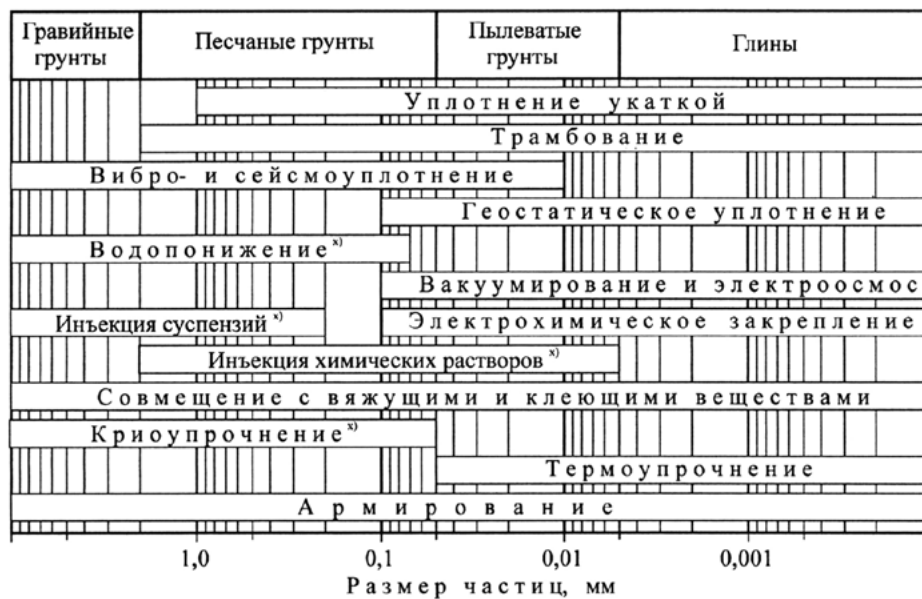 Гравийные грунты
Песчаные грунты
Пылеватые грунты
Глины
Уплотнение укаткой
Трамбование
Вибро- и сейсмоуплотнение
Геостатическое уплотнение
Водопонижение х)
Вакуумирование и электроосмос
Инъекция суспензий х)
Электрохимическое закрепление
Инъекция химических растворов х)
Совмещение с вяжущими и клеющими веществами
Криоупрочнение х)
Термоупрочнение
Армирование
1,0 0,1 0,01 0,001
Размер частиц, мм